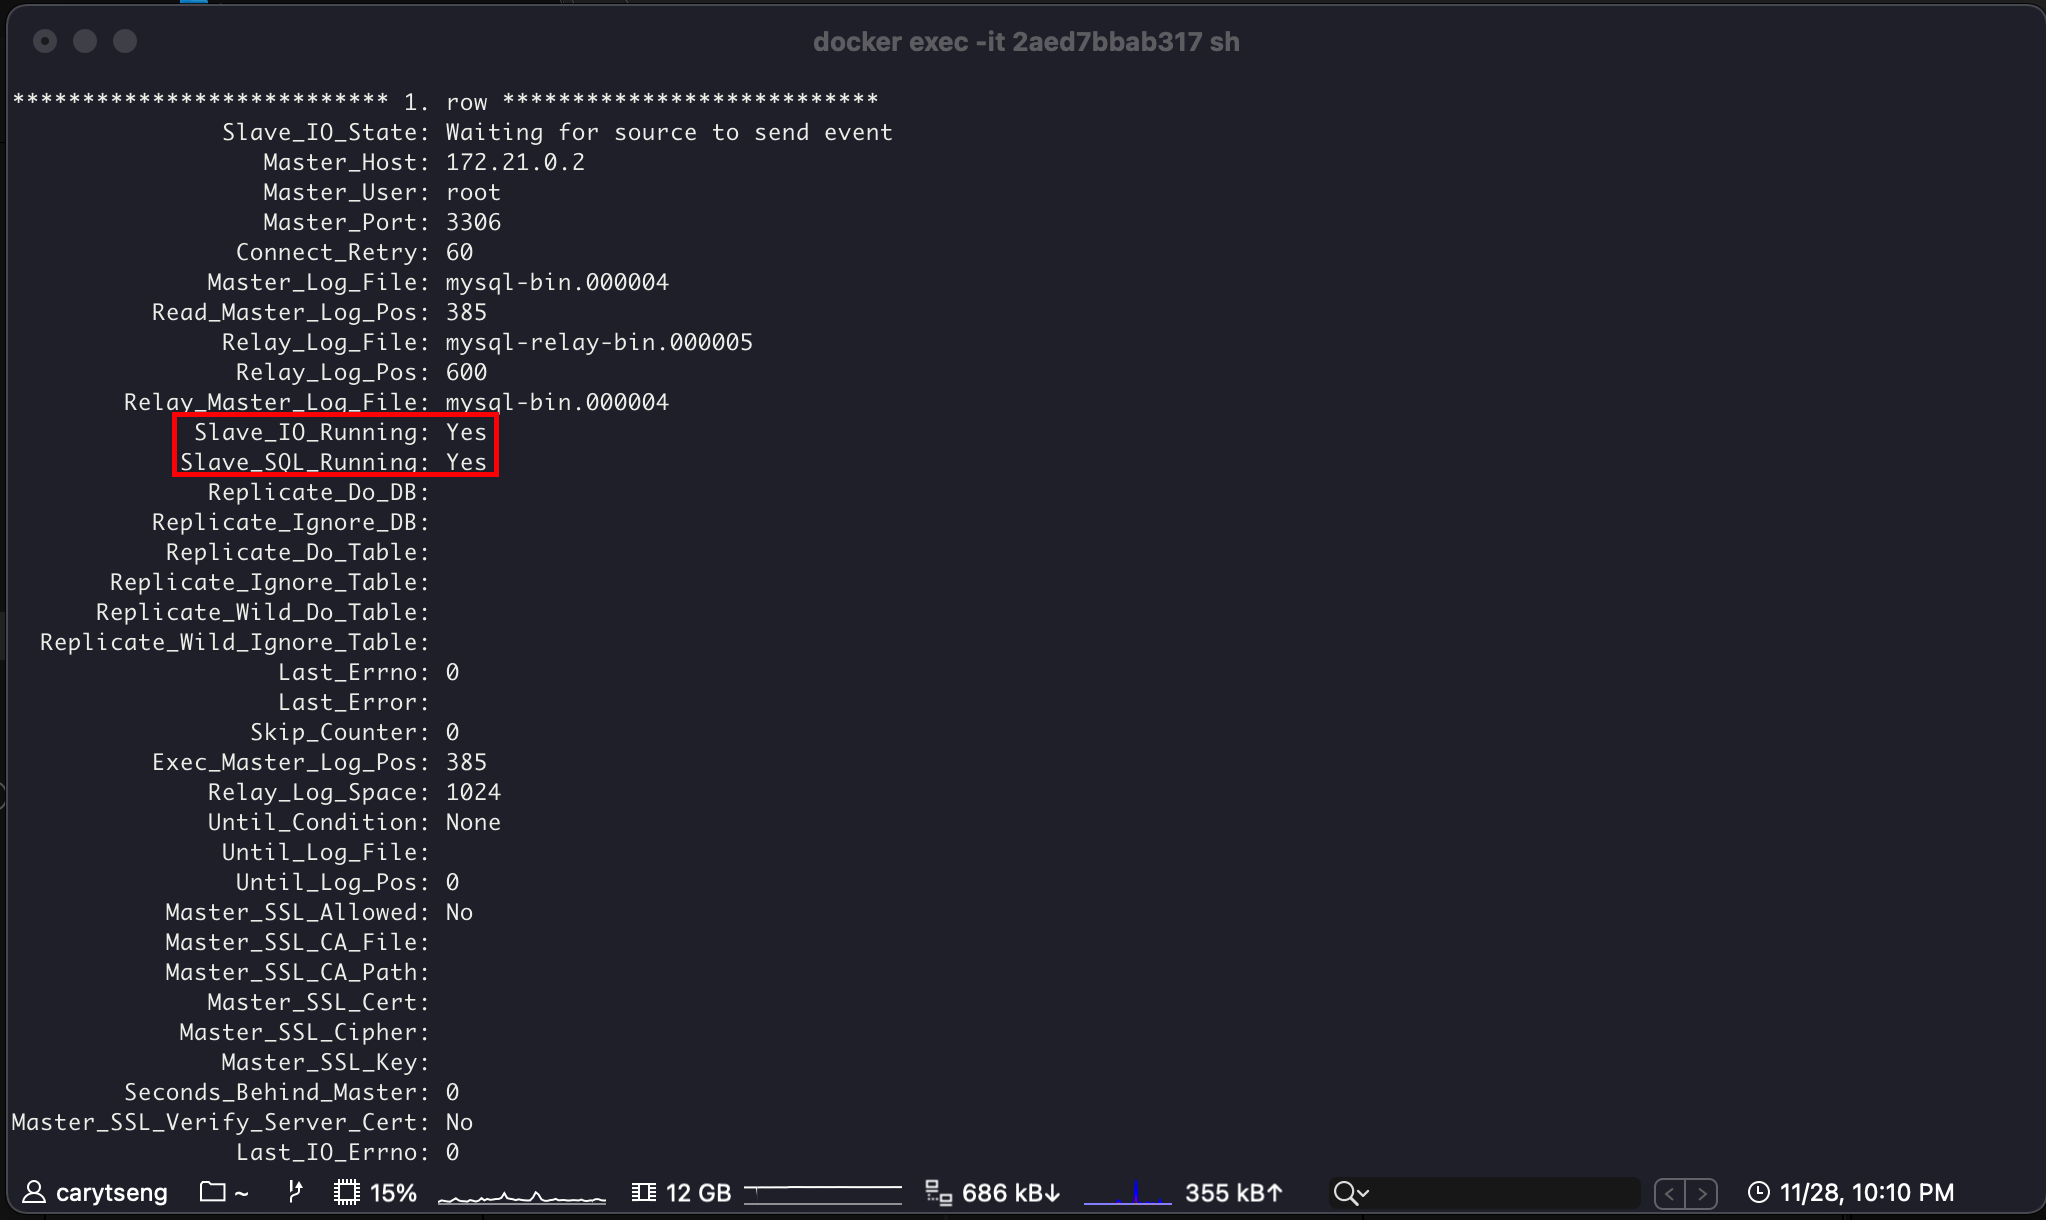 docker exec -it 2aed7bbab317 sh
*************************** 1. row ***************************
Slave_IO_State: Waiting for source to send event
Master_Host: 172.21.0.2
Master_User: root
Master_Port: 3306
Connect_Retry: 60
Master_Log_File: mysql-bin.000004
Read_Master_Log_Pos: 385
Relay_Log_File: mysql-relay-bin.000005
Relay_Log_Pos: 600
Relay_Master_Log_File: mysql-bin.000004
Slave_IO_Running: Yes
Slave_SQL_Running: Yes
Replicate_Do_DB:
Replicate_Ignore_DB:
Replicate_Do_Table:
Replicate_Ignore_Table:
Replicate_Wild_Do_Table:
Replicate_Wild_Ignore_Table:
Last_Errno: 0
Last_Error:
Skip_Counter: 0
Exec_Master_Log_Pos: 385
Relay_Log_Space: 1024
Until_Condition: None
Until_Log_File:
Until_Log_Pos: 0
Master_SSL_Allowed: No
Master_SSL_CA_File:
Master_SSL_CA_Path:
Master_SSL_Cert:
Master_SSL_Cipher:
Master_SSL_Key:
Seconds_Behind_Master: 0
Master_SSL_Verify_Server_Cert: No
Last_IO_Errno: 0
carytseng ~ 15% 12 GB 686 kB↓ 355 kB↑ 11/28, 10:10 PM